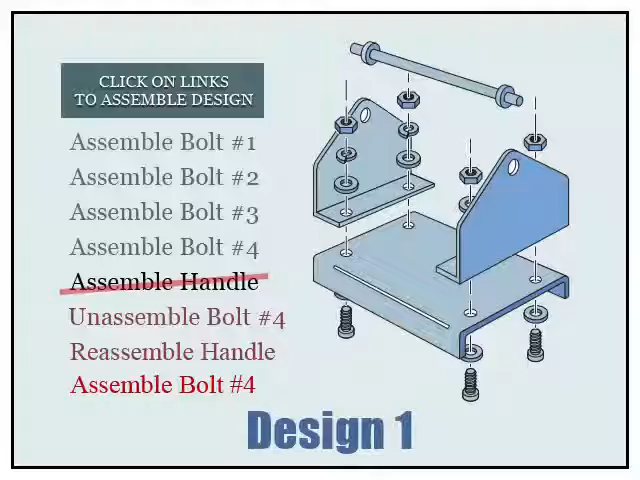 CLICK ON LINKS
TO ASSEMBLE DESIGN
Assemble Bolt #1
Assemble Bolt #2
Assemble Bolt #3
Assemble Bolt #4
Assemble Handle
Unassemble Bolt #4
Reassemble Handle
Assemble Bolt #4
Design 1